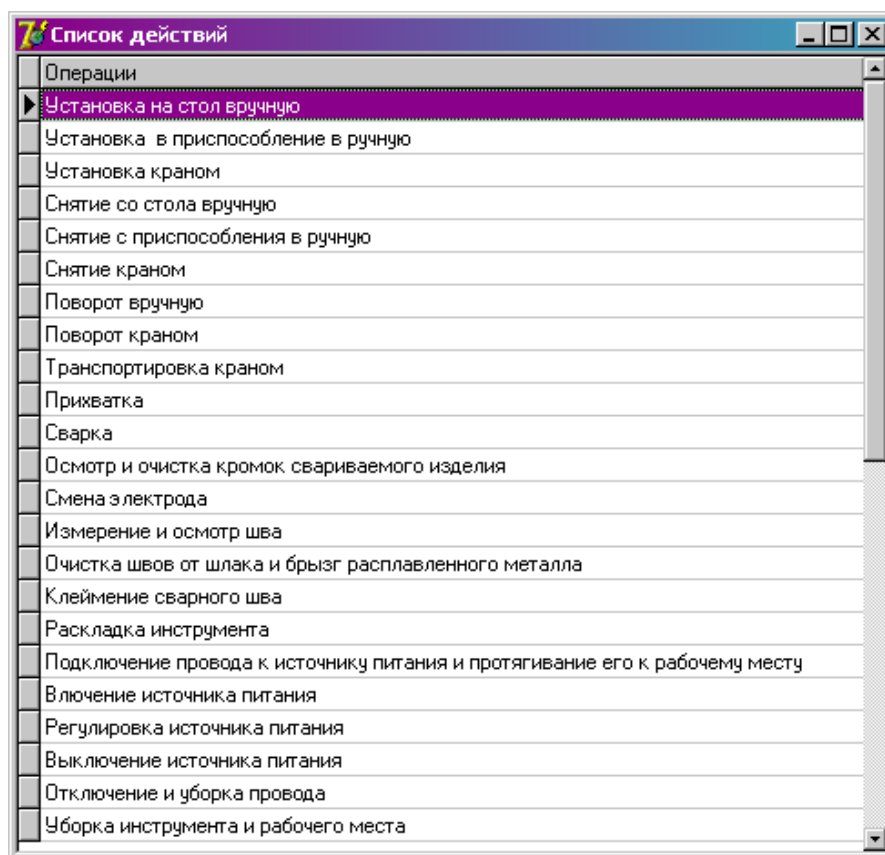 Список действий
Операции
Установка на стол вручную
Установка в приспособление в ручную
Установка краном
Снятие со стола вручную
Снятие с приспособления в ручную
Снятие краном
Поворот вручную
Поворот краном
Транспортировка краном
Прихватка
Сварка
Осмотр и очистка кромок свариваемого изделия
Смена электрода
Измерение и осмотр шва
Очистка швов от шлака и брызг расплавленного металла
Клеймение сварного шва
Раскладка инструмента
Подключение провода к источнику питания и протягивание его к рабочему месту
Влючение источника питания
Регулировка источника питания
Выключение источника питания
Отключение и уборка провода
Уборка инструмента и рабочего места